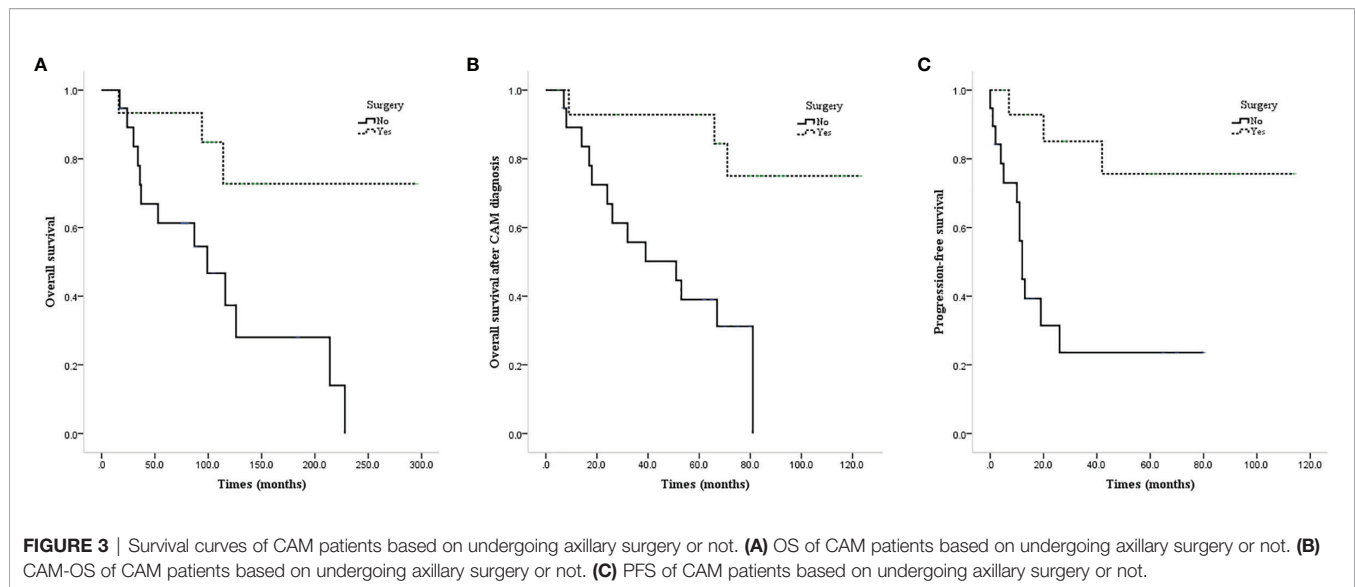 A
Overall survival
1.0
0.8
0.6
0.4
0.2
0.0
Surgery
No
Yes
.0 50.0 100.0 150.0 200.0 250.0 300.0
Times (months)
B
Overall survival after CAM diagnosis
1.0
0.8
0.6
0.4
0.2
0.0
Surgery
No
Yes
.0 20.0 40.0 60.0 80.0 100.0 120.0
Times (months)
C
Progression-free survival
1.0
0.8
0.6
0.4
0.2
0.0
Surgery
No
Yes
.0 20.0 40.0 60.0 80.0 100.0 120.0
Times (months)
FIGURE 3 | Survival curves of CAM patients based on undergoing axillary surgery or not. (A) OS of CAM patients based on undergoing axillary surgery or not. (B)
CAM-OS of CAM patients based on undergoing axillary surgery or not. (C) PFS of CAM patients based on undergoing axillary surgery or not.